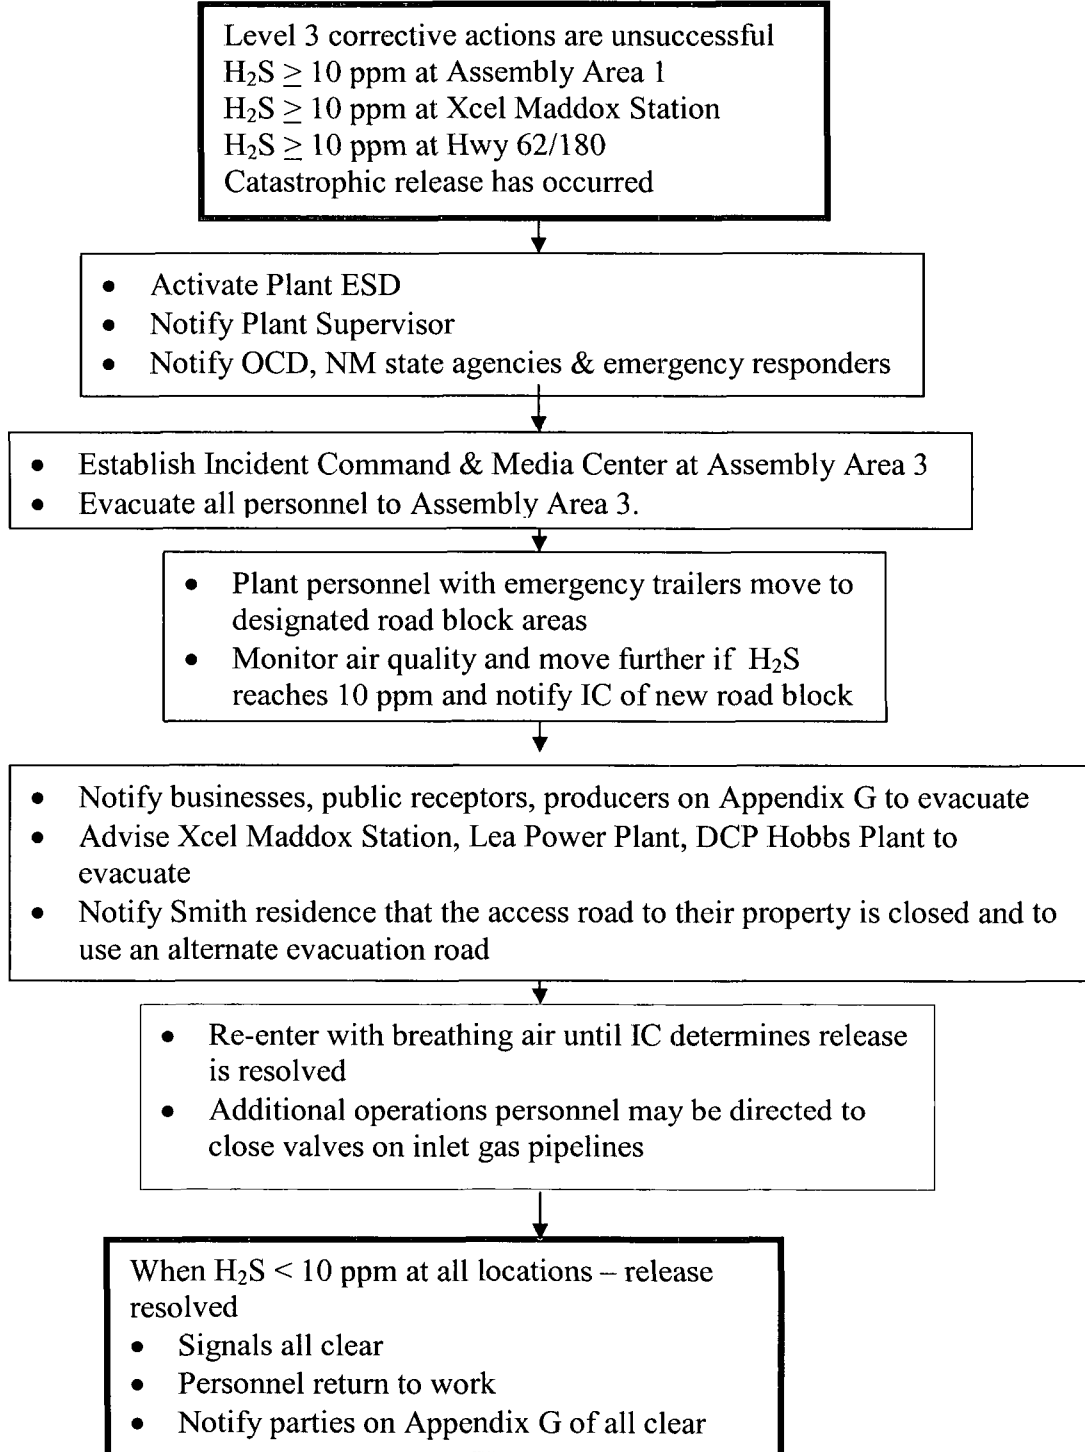 Level 3 corrective actions are unsuccessful
H₂S ≥ 10 ppm at Assembly Area 1
H₂S ≥ 10 ppm at Xcel Maddox Station
H₂S ≥ 10 ppm at Hwy 62/180
Catastrophic release has occurred
• Activate Plant ESD
• Notify Plant Supervisor
• Notify OCD, NM state agencies & emergency responders
• Establish Incident Command & Media Center at Assembly Area 3
• Evacuate all personnel to Assembly Area 3.
• Plant personnel with emergency trailers move to
designated road block areas
• Monitor air quality and move further if H₂S
reaches 10 ppm and notify IC of new road block
• Notify businesses, public receptors, producers on Appendix G to evacuate
• Advise Xcel Maddox Station, Lea Power Plant, DCP Hobbs Plant to
evacuate
• Notify Smith residence that the access road to their property is closed and to
use an alternate evacuation road
• Re-enter with breathing air until IC determines release
is resolved
• Additional operations personnel may be directed to
close valves on inlet gas pipelines
When H₂S < 10 ppm at all locations – release
resolved
• Signals all clear
• Personnel return to work
• Notify parties on Appendix G of all clear